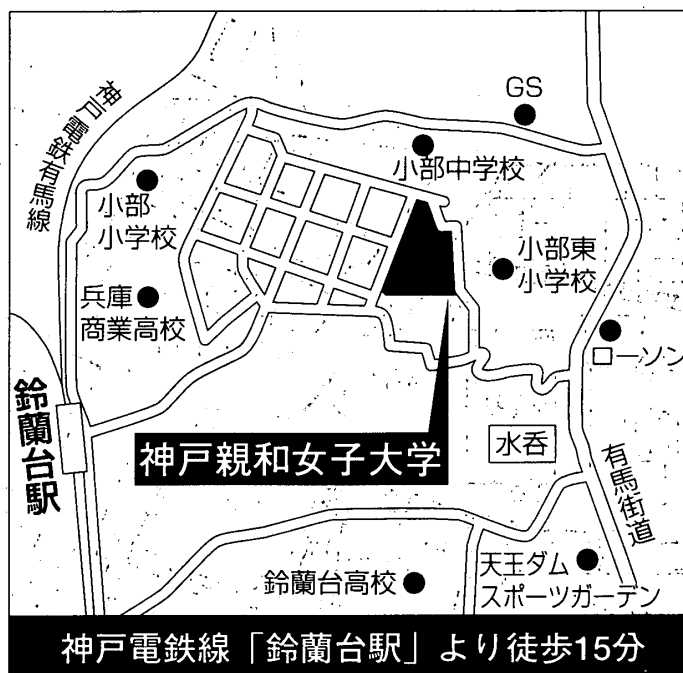 GS
神戸電鉄有馬線
小部中学校
小部
小学校
小部東
小学校
兵庫
商業高校
ローソン
鈴蘭台駅
神戸親和女子大学
水呑
有馬街道
鈴蘭台高校
天王ダム
スポーツガーデン
神戸電鉄線「鈴蘭台駅」より徒歩15分